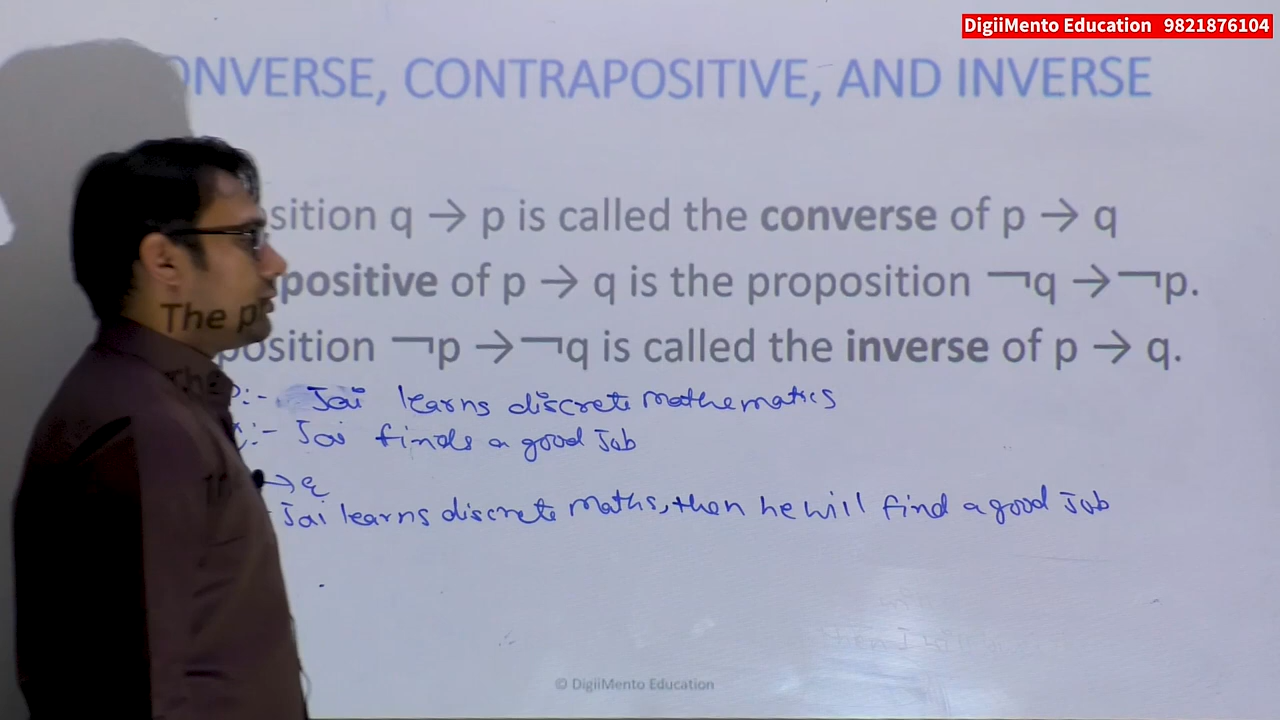 DigiiMento Education 9821876104
ONVERSE, CONTRAPOSITIVE, AND INVERSE
sition q → p is called the converse of p → q
positive of p → q is the proposition ¬q → ¬p.
The p
position ¬p → ¬q is called the inverse of p → q.
The
P:- Jai learns discrete mathematics
q:- Jai finds a good Job
→ q
Jai learns discrete maths, then he will find a good Job
© DigiiMento Education